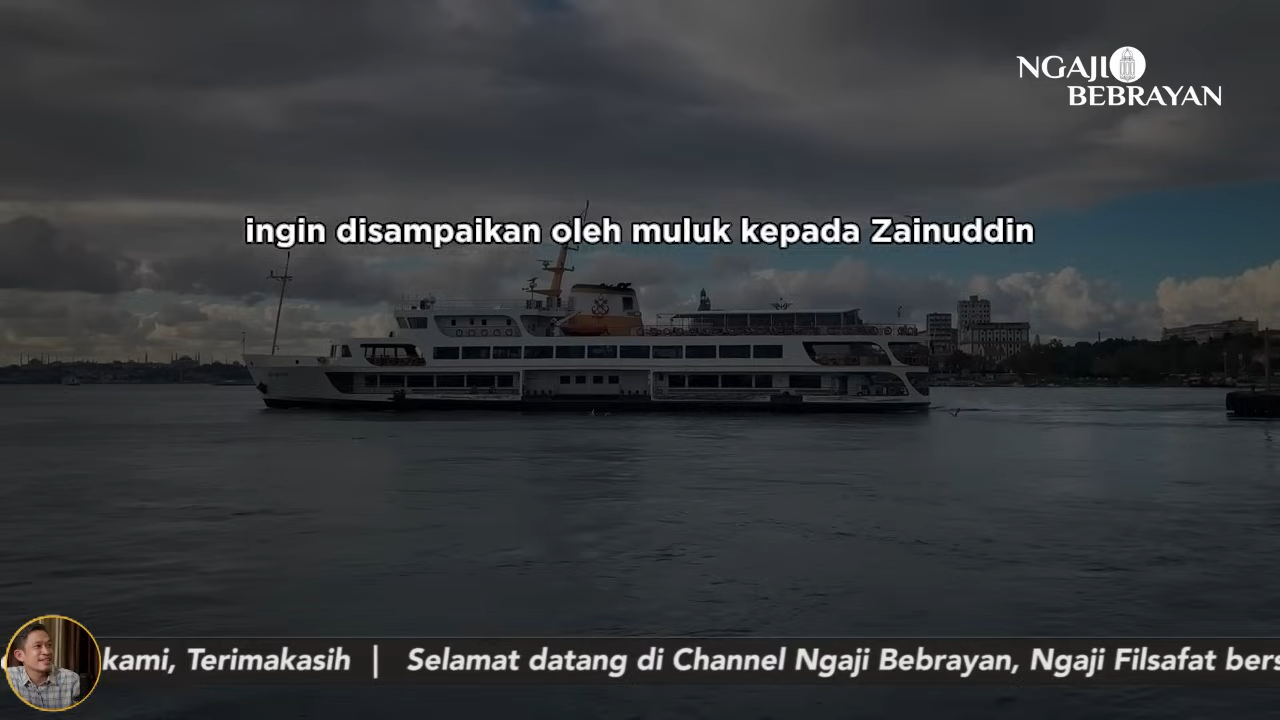 NGAJI
BEBRAYAN
ingin disampaikan oleh muluk kepada Zainuddin
kami, Terimakasih | Selamat datang di Channel Ngaji Bebrayan, Ngaji Filsafat bers